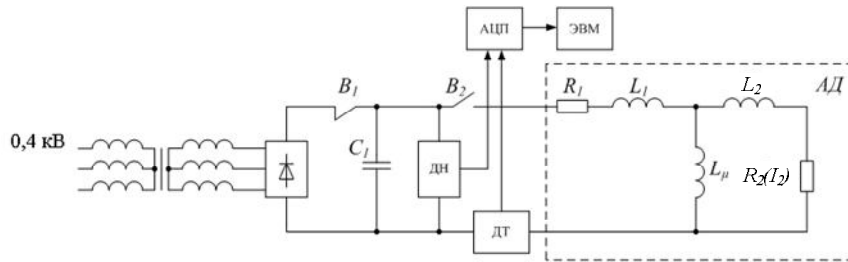 АЦП
ЭВМ
B₁
B₂
R₁
L₁
L₂
АД
0,4 кВ
C₁
ДН
Lμ
R₂(I₂)
ДТ